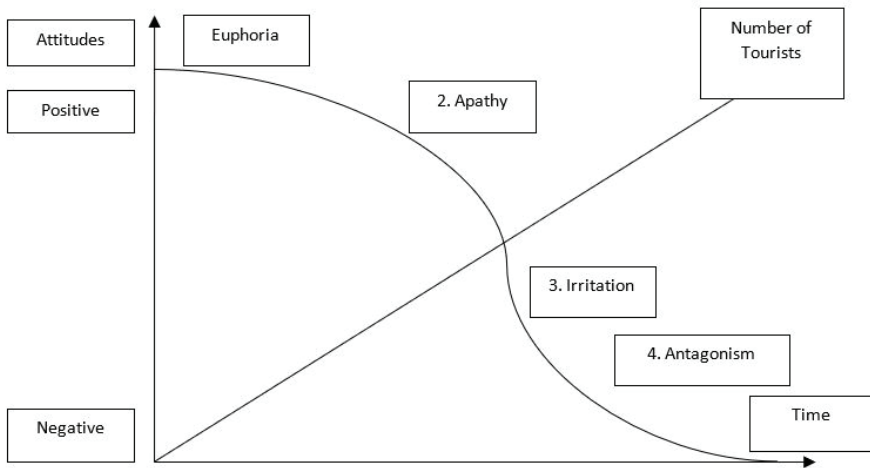 Attitudes
Euphoria
Number of
Tourists
Positive
2. Apathy
3. Irritation
4. Antagonism
Negative
Time